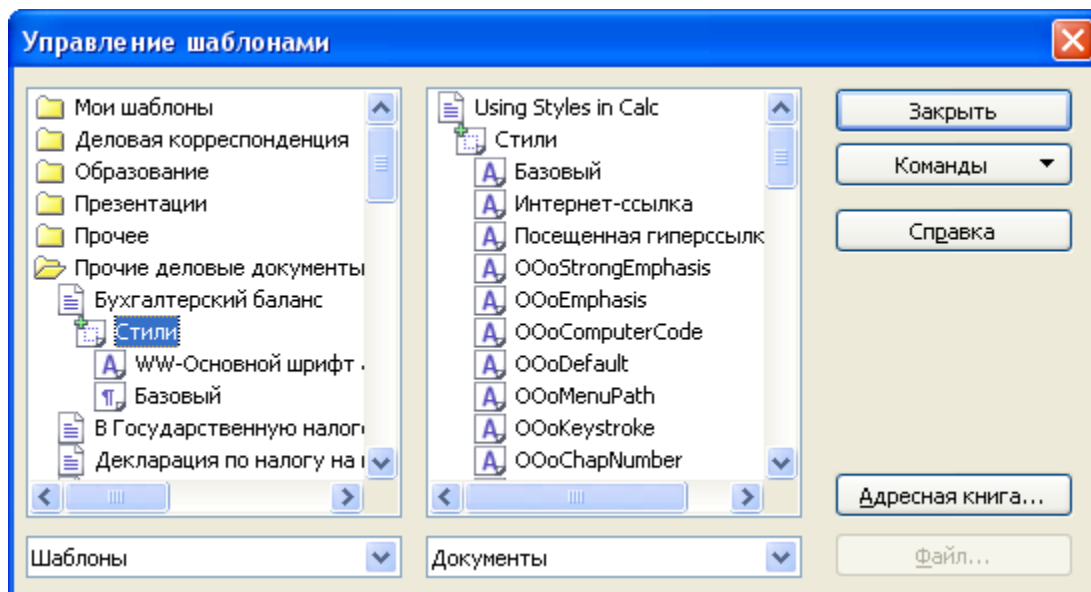 Управление шаблонами
Мои шаблоны
Деловая корреспонденция
Образование
Презентации
Прочее
Прочие деловые документы
Бухгалтерский баланс
Стили
WW-Основной шрифт
Базовый
В Государственную
Декларация по налогу на
Шаблоны
Using Styles in Calc
Стили
Базовый
Интернет-ссылка
Посещенная гиперссылк
OOoStrongEmphasis
OOoEmphasis
OOoComputerCode
OOoDefault
OOoMenuPath
OOoKeystroke
OOoChapNumber
Документы
Закрыть
Команды
Справка
Адресная книга...
Файл...